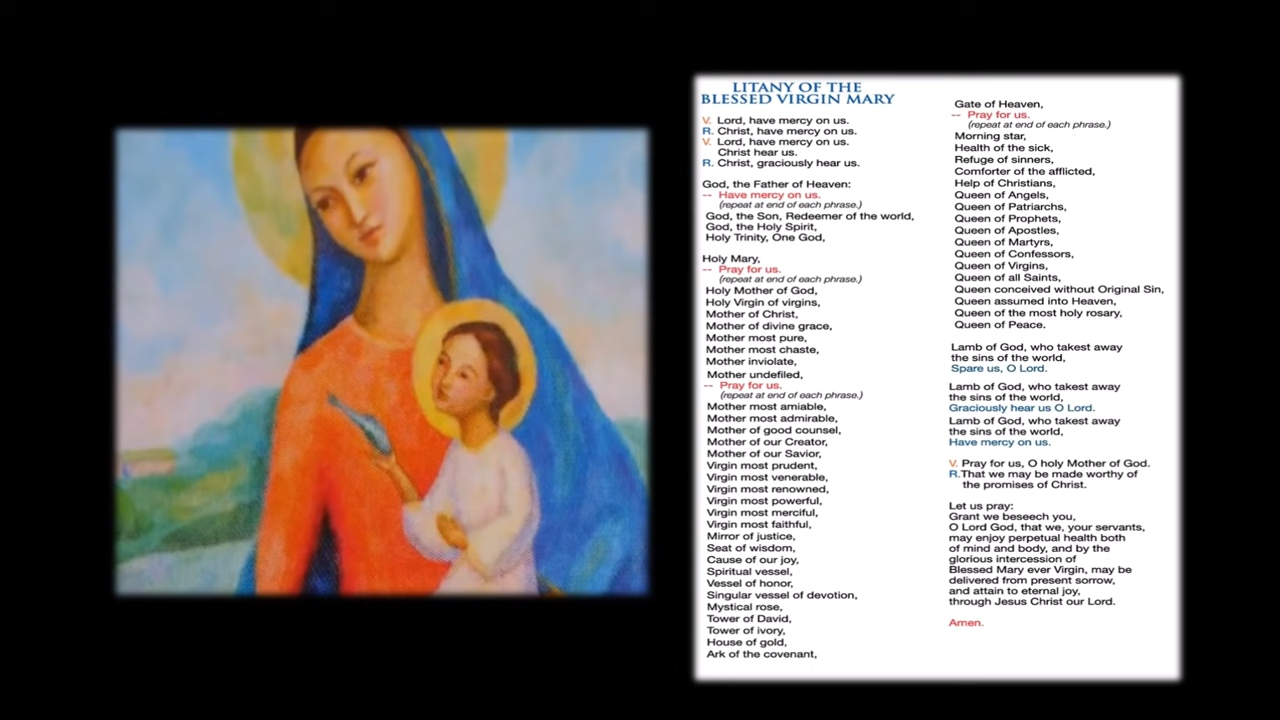 LITANY OF THE
BLESSED VIRGIN MARY
V. Lord, have mercy on us.
R. Christ, have mercy on us.
V. Lord, have mercy on us.
Christ hear us.
R. Christ, graciously hear us.
God, the Father of Heaven:
-- Have mercy on us.
(repeat at end of each phrase.)
God, the Son, Redeemer of the world,
God, the Holy Spirit,
Holy Trinity, One God,
Holy Mary,
-- Pray for us.
(repeat at end of each phrase.)
Holy Mother of God,
Holy Virgin of virgins,
Mother of Christ,
Mother of divine grace,
Mother most pure,
Mother most chaste,
Mother inviolate,
Mother undefiled,
-- Pray for us.
(repeat at end of each phrase.)
Mother most amiable,
Mother most admirable,
Mother of good counsel,
Mother of our Creator,
Mother of our Savior,
Virgin most prudent,
Virgin most venerable,
Virgin most renowned,
Virgin most powerful,
Virgin most merciful,
Virgin most faithful,
Mirror of justice,
Seat of wisdom,
Cause of our joy,
Spiritual vessel,
Vessel of honor,
Singular vessel of devotion,
Mystical rose,
Tower of David,
Tower of ivory,
House of gold,
Ark of the covenant,
Gate of Heaven,
-- Pray for us.
(repeat at end of each phrase.)
Morning star,
Health of the sick,
Refuge of sinners,
Comforter of the afflicted,
Help of Christians,
Queen of Angels,
Queen of Patriarchs,
Queen of Prophets,
Queen of Apostles,
Queen of Martyrs,
Queen of Confessors,
Queen of Virgins,
Queen of all Saints,
Queen conceived without Original Sin,
Queen assumed into Heaven,
Queen of the most holy rosary,
Queen of Peace.
Lamb of God, who takest away
the sins of the world,
Spare us, O Lord.
Lamb of God, who takest away
the sins of the world,
Graciously hear us O Lord.
Lamb of God, who takest away
the sins of the world,
Have mercy on us.
V. Pray for us, O holy Mother of God.
R.That we may be made worthy of
the promises of Christ.
Let us pray:
Grant we beseech you,
O Lord God, that we, your servants,
may enjoy perpetual health both
of mind and body, and by the
glorious intercession of
Blessed Mary ever Virgin, may be
delivered from present sorrow,
and attain to eternal joy,
through Jesus Christ our Lord.
Amen.